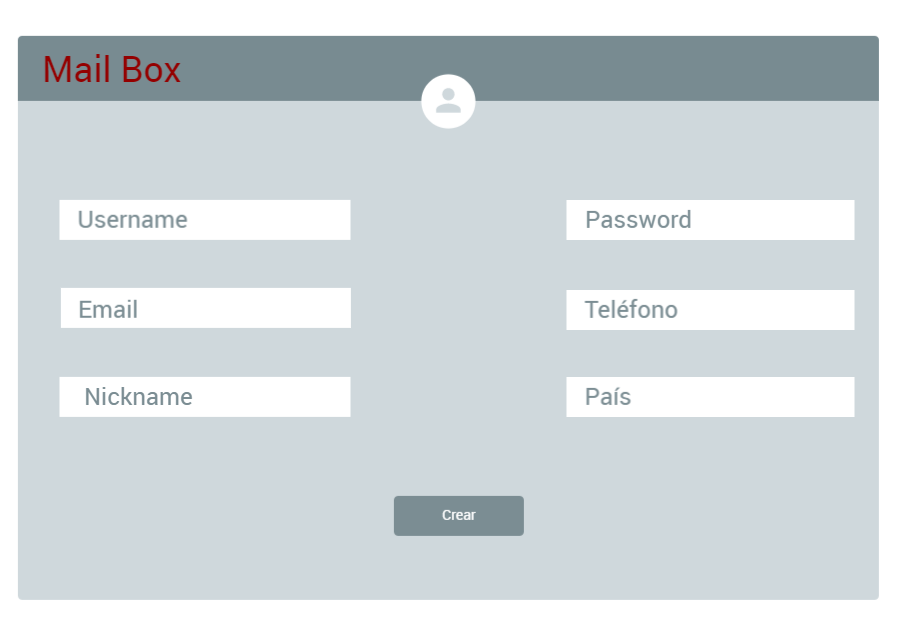 Mail Box
Username
Password
Email
Teléfono
Nickname
País
Crear